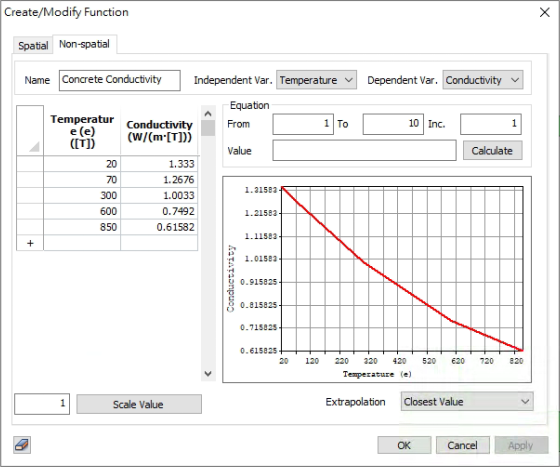 Create/Modify Function
Spatial Non-spatial
Name Concrete Conductivity Independent Var. Temperature Dependent Var. Conductivity
Temperatur
e (e)
([T])
Conductivity
(W/(m·[T]))
20 1.333
70 1.2676
300 1.0033
600 0.7492
850 0.61582
+
Equation
From 1 To 10 Inc. 1
Value Calculate
Conductivity
1.31583
1.21583
1.11583
1.01583
0.915825
0.815825
0.715825
0.615825
20 120 220 320 420 520 620 720 820
Temperature (e)
1 Scale Value
Extrapolation Closest Value
OK Cancel Apply